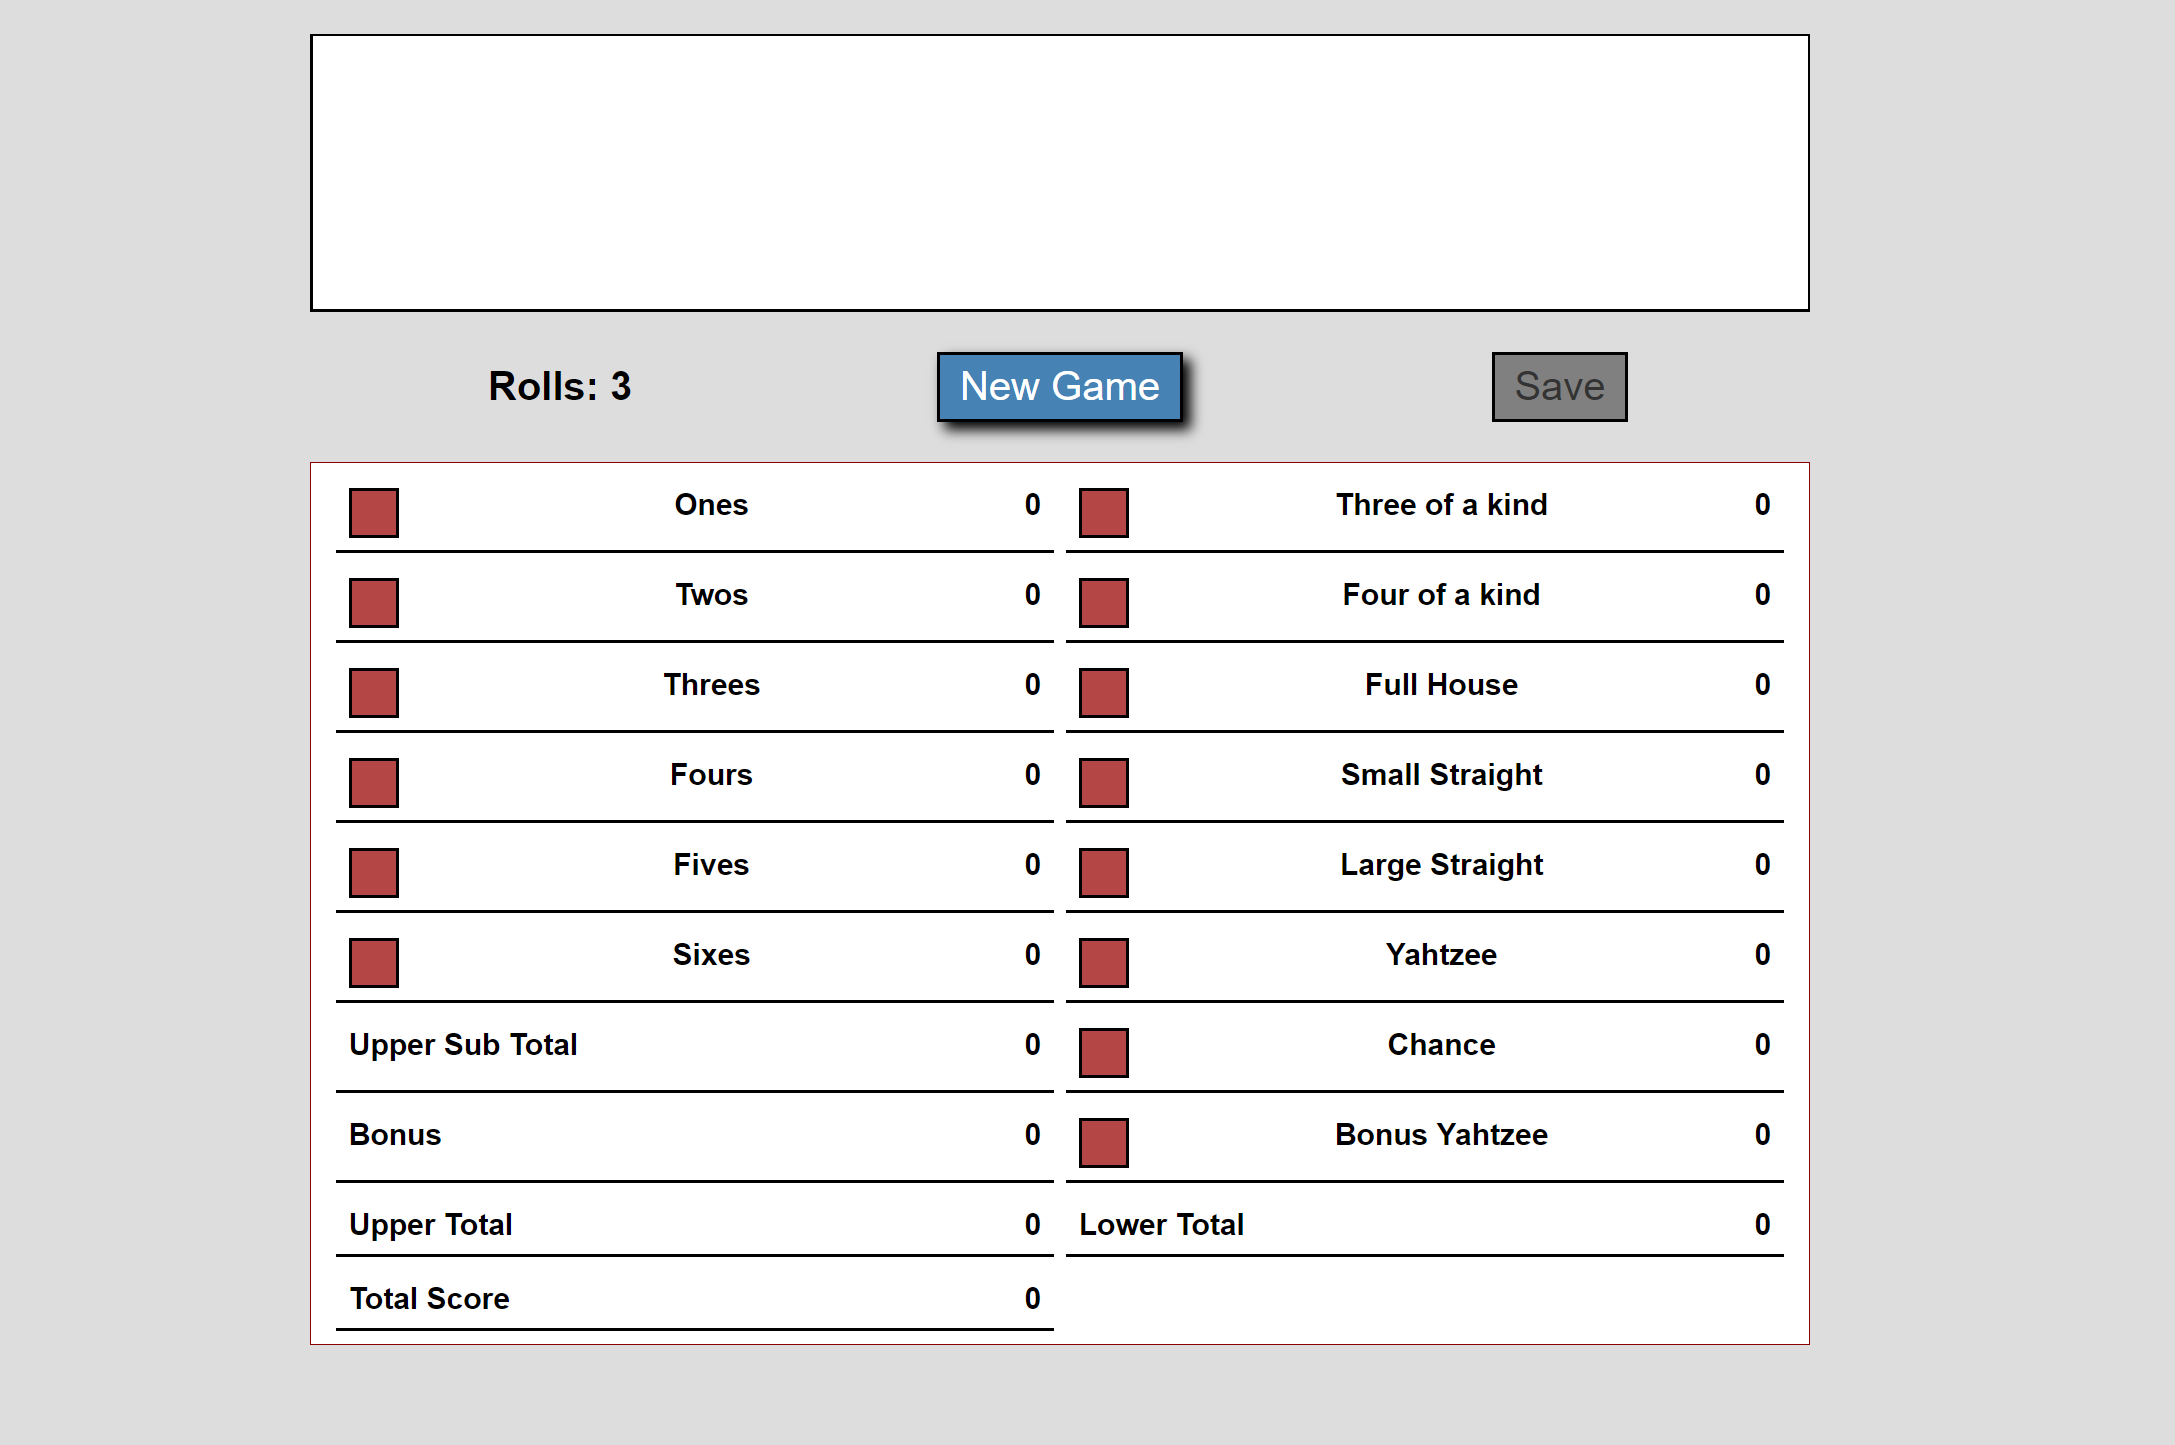 Rolls: 3 New Game Save
Ones 0 Three of a kind 0
Twos 0 Four of a kind 0
Threes 0 Full House 0
Fours 0 Small Straight 0
Fives 0 Large Straight 0
Sixes 0 Yahtzee 0
Upper Sub Total 0 Chance 0
Bonus 0 Bonus Yahtzee 0
Upper Total 0 Lower Total 0
Total Score 0